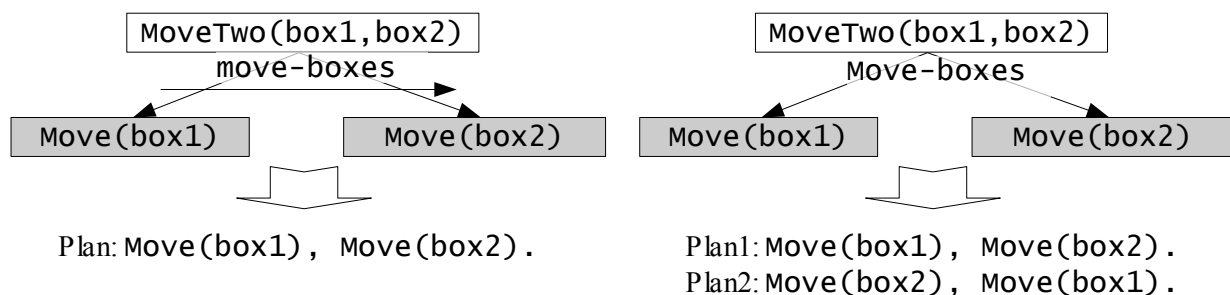 MoveTwo(box1,box2)
move-boxes
Move(box1) Move(box2)
Plan: Move(box1), Move(box2).
MoveTwo(box1,box2)
Move-boxes
Move(box1) Move(box2)
Plan1: Move(box1), Move(box2).
Plan2: Move(box2), Move(box1).